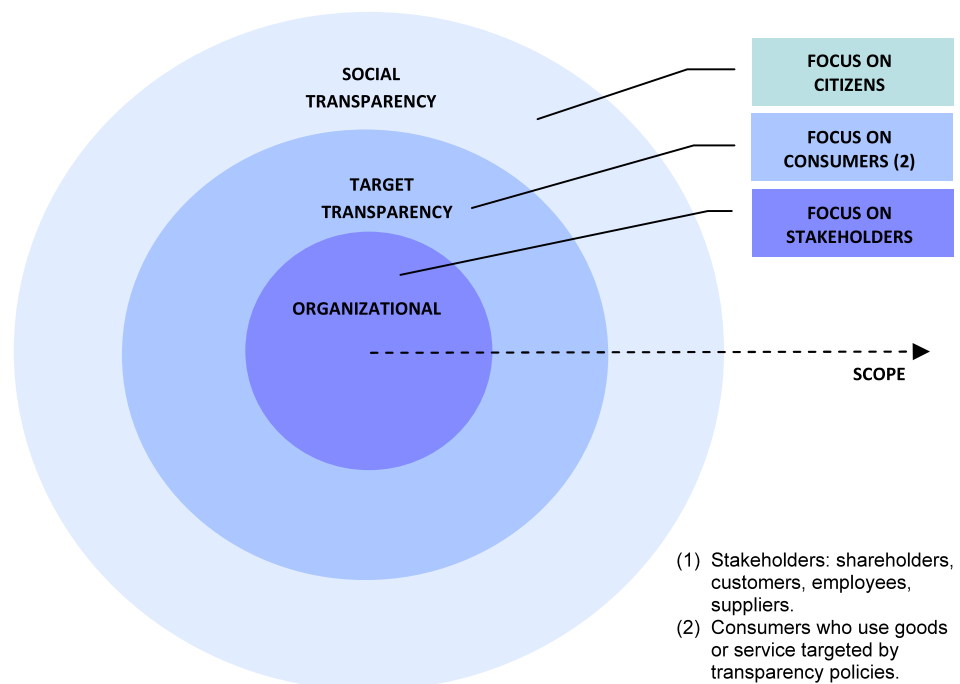 SOCIAL
TRANSPARENCY
TARGET
TRANSPARENCY
ORGANIZATIONAL
FOCUS ON
CITIZENS
FOCUS ON
CONSUMERS (2)
FOCUS ON
STAKEHOLDERS
SCOPE
(1) Stakeholders: shareholders,
customers, employees,
suppliers.
(2) Consumers who use goods
or service targeted by
transparency policies.